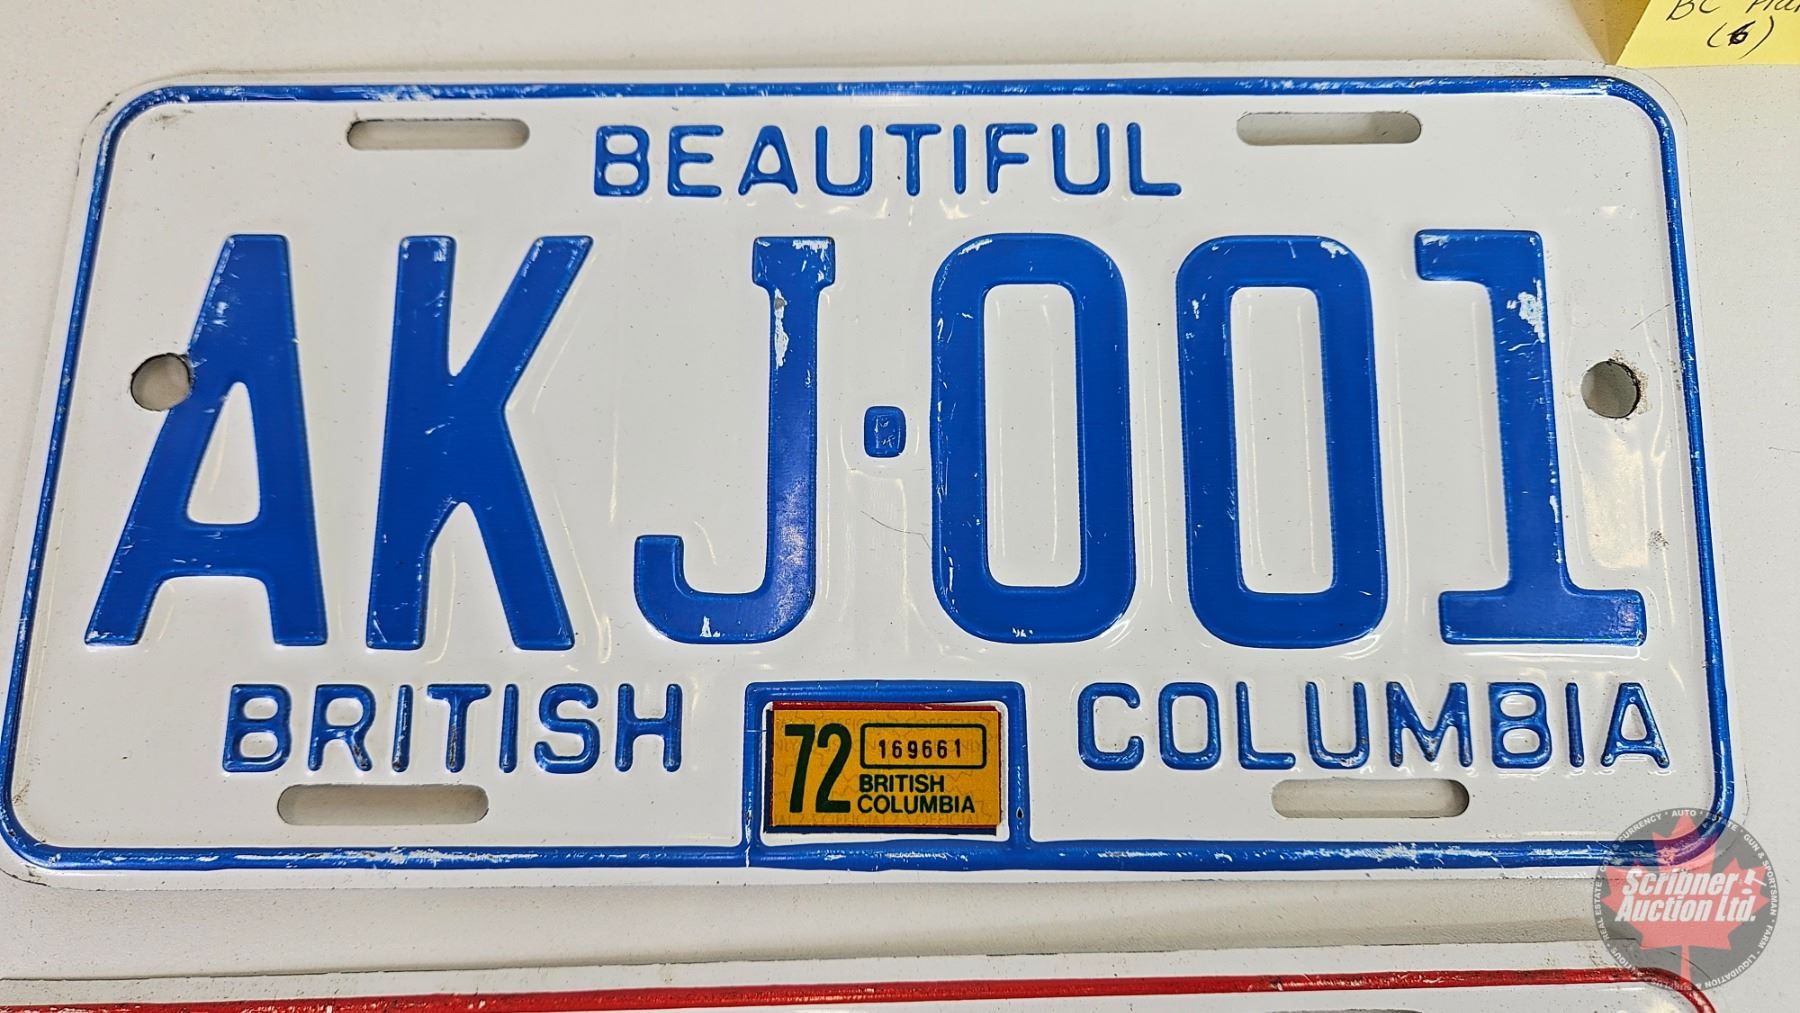 BC
(6)
BEAUTIFUL
AKJ·001
BRITISH COLUMBIA
72 169661
BRITISH
COLUMBIA
Scribner!
Auction Ltd.